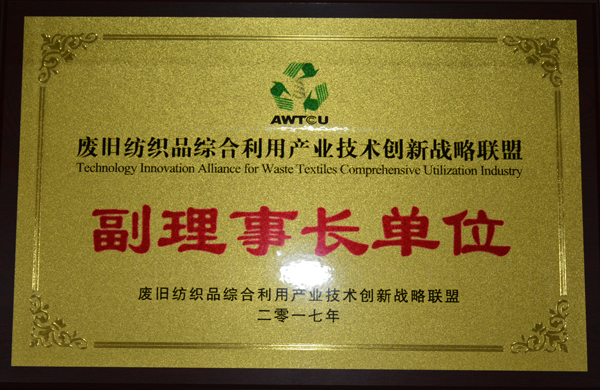 AWTCU
废旧纺织品综合利用产业技术创新战略联盟
Technology Innovation Alliance for Waste Textiles Comprehensive Utilization Industry
副理事长单位
废旧纺织品综合利用产业技术创新战略联盟
二零一七年